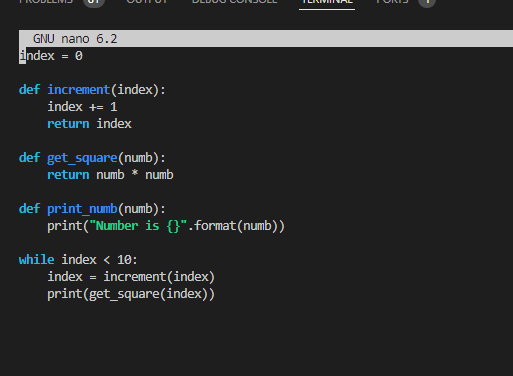 PROBLEMS 61 OUTPUT DEBUG CONSOLE TERMINAL PORTS 1
GNU nano 6.2
index = 0
def increment(index):
    index += 1
    return index
def get_square(numb):
    return numb * numb
def print_numb(numb):
    print("Number is {}".format(numb))
while index < 10:
    index = increment(index)
    print(get_square(index))